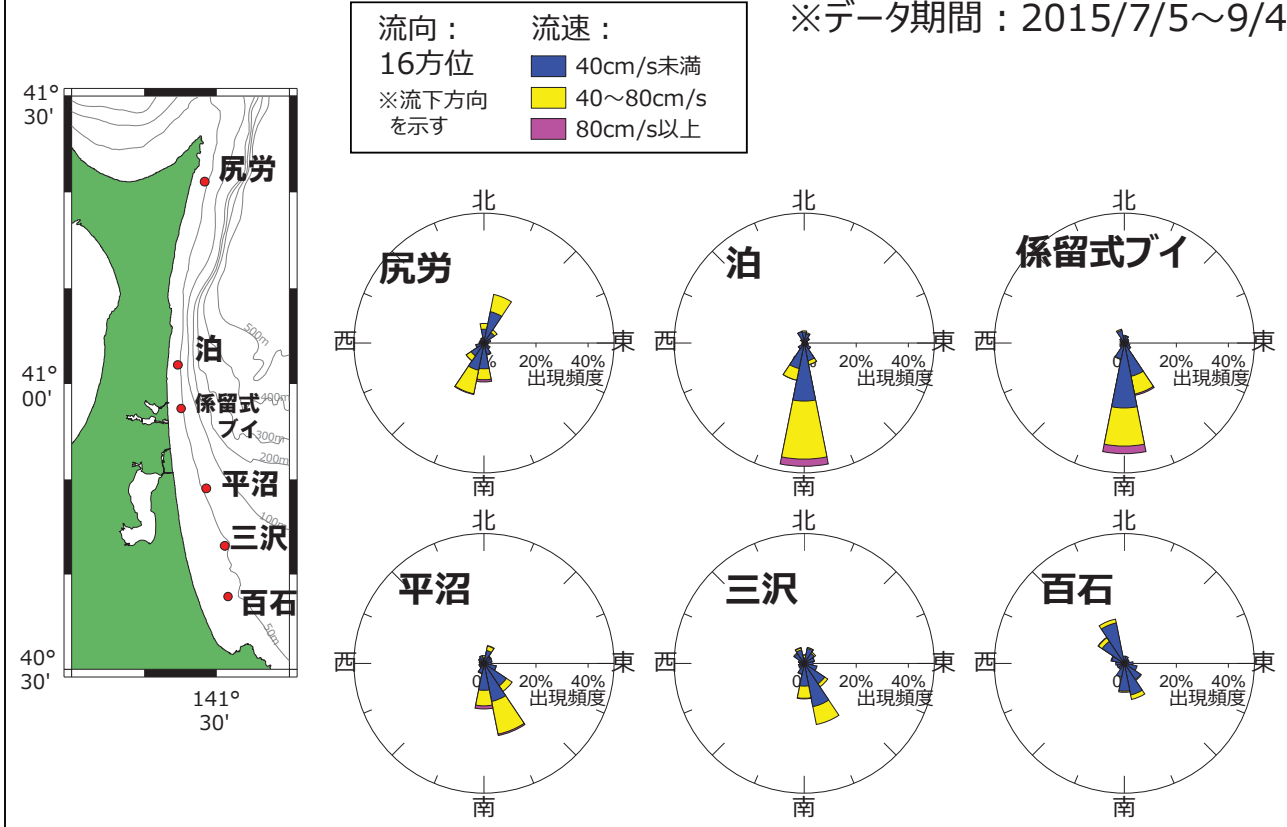 ※データ期間：2015/7/5～9/4
流向：
16方位
※流下方向
を示す
流速：
40cm/s未満
40～80cm/s
80cm/s以上
41°
30'
41°
00'
40°
30'
141°
30'
尻労
泊
係留式
ブイ
平沼
三沢
百石
500m
400m
300m
200m
100m
50m
北
尻労
西
東
%
20%
40%
出現頻度
南
北
泊
西
東
20%
40%
出現頻度
南
北
係留式ブイ
西
東
0
20%
40%
出現頻度
南
北
平沼
西
東
0
20%
40%
出現頻度
南
北
三沢
西
東
0
20%
40%
出現頻度
南
北
百石
西
東
0
20%
40%
出現頻度
南